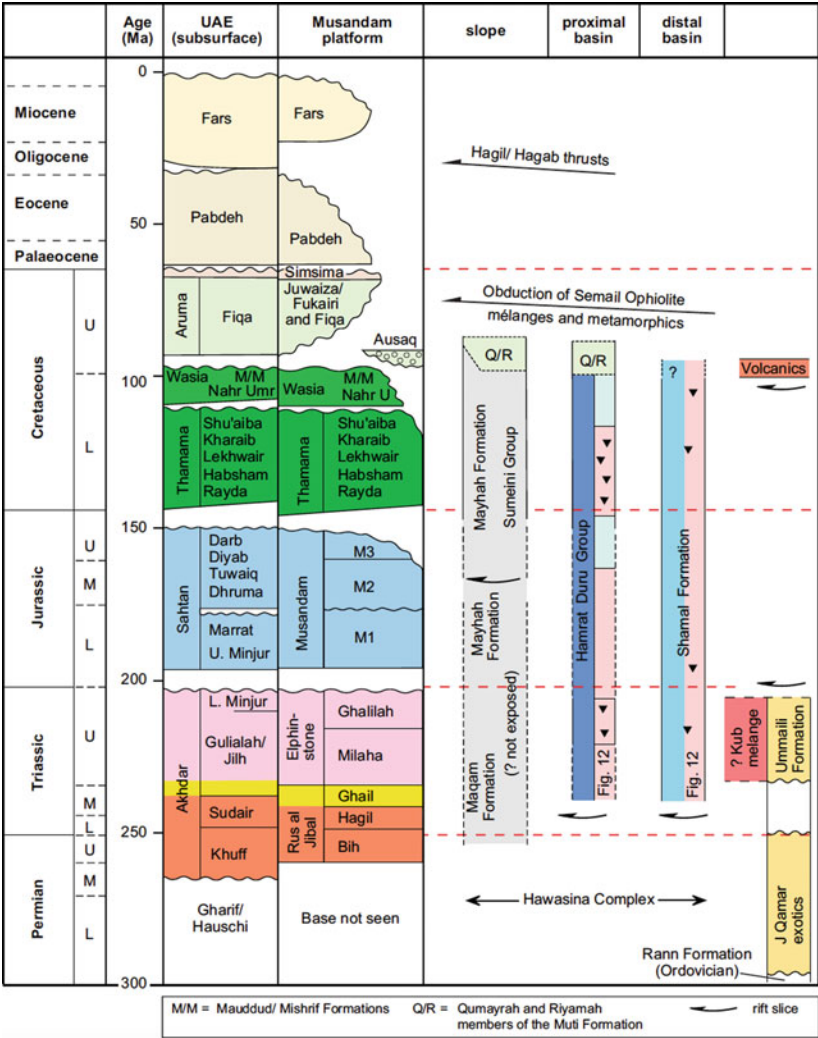 Age
(Ma)
UAE
(subsurface)
Musandam
platform
slope
proximal
basin
distal
basin
Miocene
Oligocene
Eocene
Palaeocene
Cretaceous
U
L
Jurassic
U
M
L
Triassic
U
M
L
Permian
U
M
L
0
50
100
150
200
250
300
Fars
Pabdeh
Aruma
Fiqa
Wasia
M/M
Nahr Umr
Thamama
Shu'aiba
Kharaib
Lekhwair
Habsham
Rayda
Sahtan
Darb
Diyab
Tuwaiq
Dhruma
Marrat
U. Minjur
Akhdar
L. Minjur
Gulialah/
Jilh
Sudair
Khuff
Gharif/
Hauschi
Fars
Pabdeh
Simsima
Juwaiza/
Fukairi
and Fiqa
Ausaq
Wasia
M/M
Nahr U
Thamama
Shu'aiba
Kharaib
Lekhwair
Habsham
Rayda
Musandam
M3
M2
M1
Elphin-
stone
Ghalilah
Milaha
Ghail
Rus al
Jibal
Hagil
Bih
Base not seen
Hagil/ Hagab thrusts
Obduction of Semail Ophiolite
mélanges and metamorphics
Q/R
Mayhah Formation
Sumeini Group
Mayhah
Formation
Maqam
Formation
(? not exposed)
Q/R
Hamrat Duru Group
Fig. 12
?
Shamal Formation
Fig. 12
Volcanics
? Kub
melange
Ummaili
Formation
J Qamar
exotics
Hawasina Complex
Rann Formation
(Ordovician)
M/M = Mauddud/ Mishrif Formations
Q/R = Qumayrah and Riyamah
members of the Muti Formation
rift slice